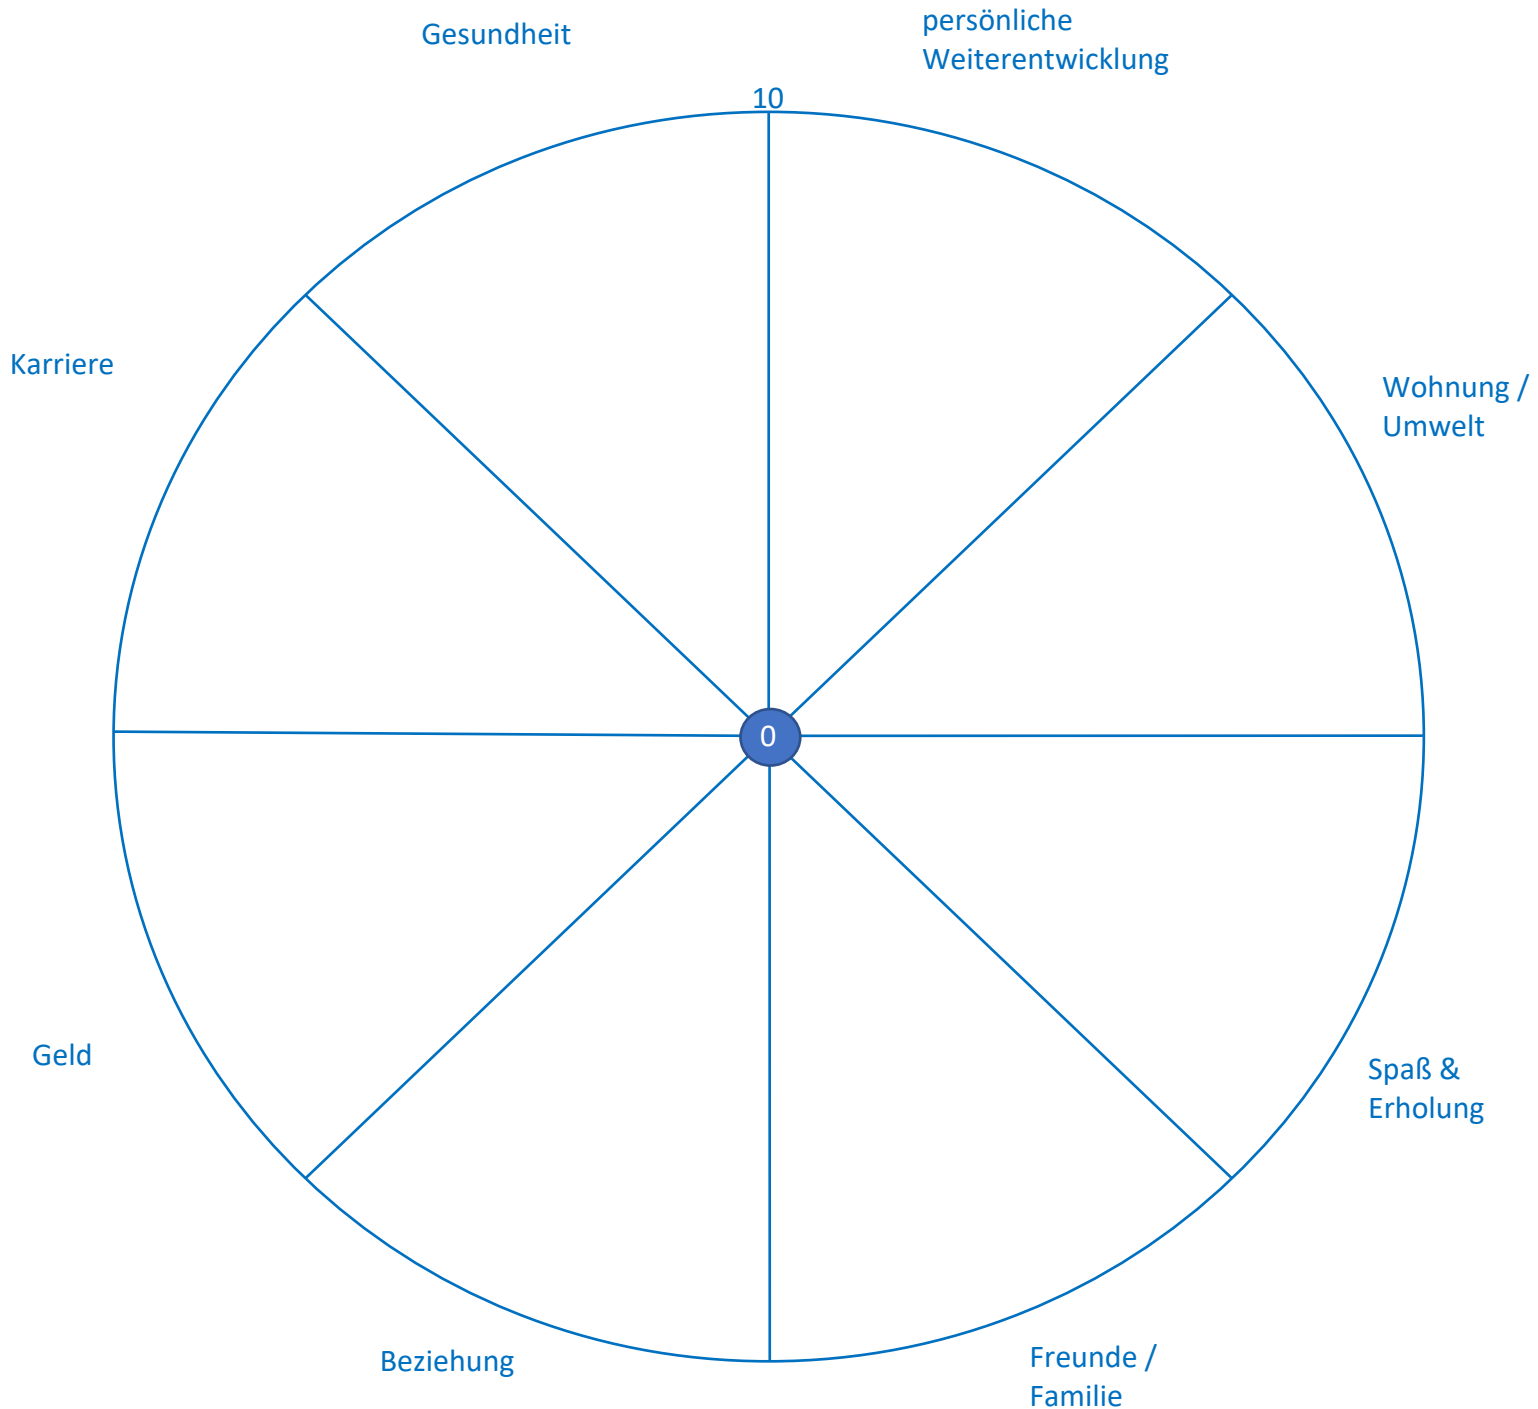 Gesundheit
persönliche
Weiterentwicklung
10
Karriere
Wohnung /
Umwelt
0
Geld
Spaß &
Erholung
Beziehung
Freunde /
Familie